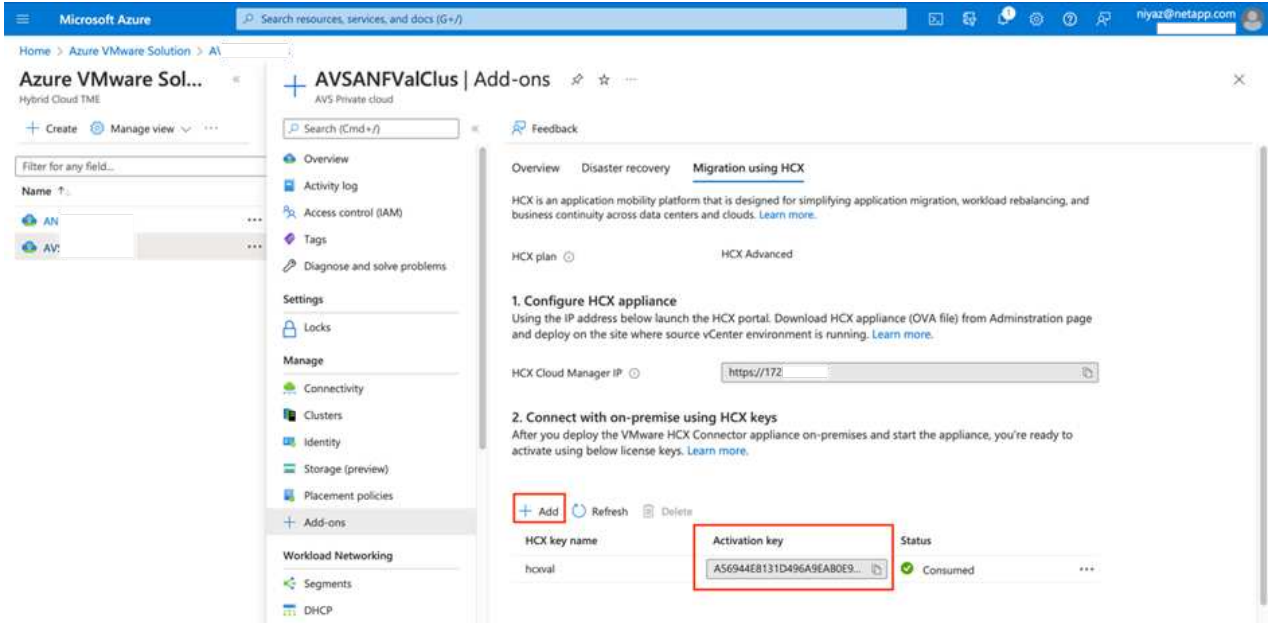 Microsoft Azure
Search resources, services, and docs (G+/)
1
niyaz@netapp.com
Home > Azure VMware Solution >
Azure VMware Sol...
Hybrid Cloud TME
+ Create Manage view ...
Filter for any field...
Name ↑
AN ...
AVS ...
AVSANFValClus | Add-ons ...
AVS Private cloud
Search (Cmd+/)
Overview
Activity log
Access control (IAM)
Tags
Diagnose and solve problems
Settings
Locks
Manage
Connectivity
Clusters
Identity
Storage (preview)
Placement policies
+ Add-ons
Workload Networking
Segments
DHCP
Feedback
Overview Disaster recovery Migration using HCX
HCX is an application mobility platform that is designed for simplifying application migration, workload rebalancing, and
business continuity across data centers and clouds. Learn more.
HCX plan HCX Advanced
1. Configure HCX appliance
Using the IP address below launch the HCX portal. Download HCX appliance (OVA file) from Adminstration page
and deploy on the site where source vCenter environment is running. Learn more.
HCX Cloud Manager IP https://172
2. Connect with on-premise using HCX keys
After you deploy the VMware HCX Connector appliance on-premises and start the appliance, you're ready to
activate using below license keys. Learn more.
+ Add Refresh Delete
HCX key name Activation key Status
hcxval A56944E8131D496A9EAB0E9... Consumed ...